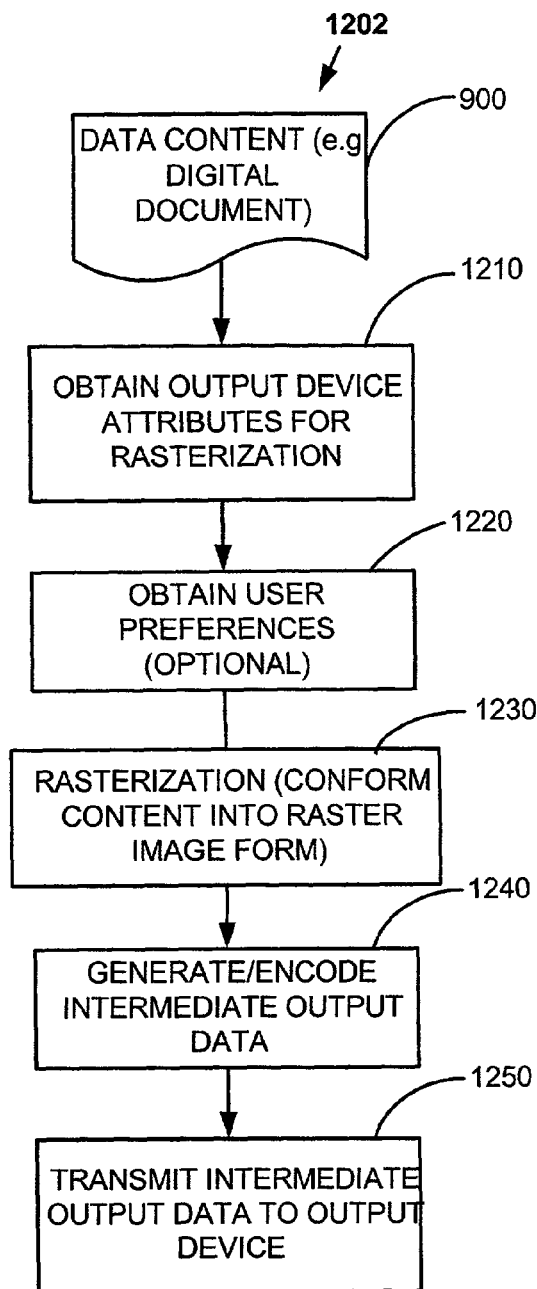 1202
900
DATA CONTENT (e.g
DIGITAL
DOCUMENT)
1210
OBTAIN OUTPUT DEVICE
ATTRIBUTES FOR
RASTERIZATION
1220
OBTAIN USER
PREFERENCES
(OPTIONAL)
1230
RASTERIZATION (CONFORM
CONTENT INTO RASTER
IMAGE FORM)
1240
GENERATE/ENCODE
INTERMEDIATE OUTPUT
DATA
1250
TRANSMIT INTERMEDIATE
OUTPUT DATA TO OUTPUT
DEVICE